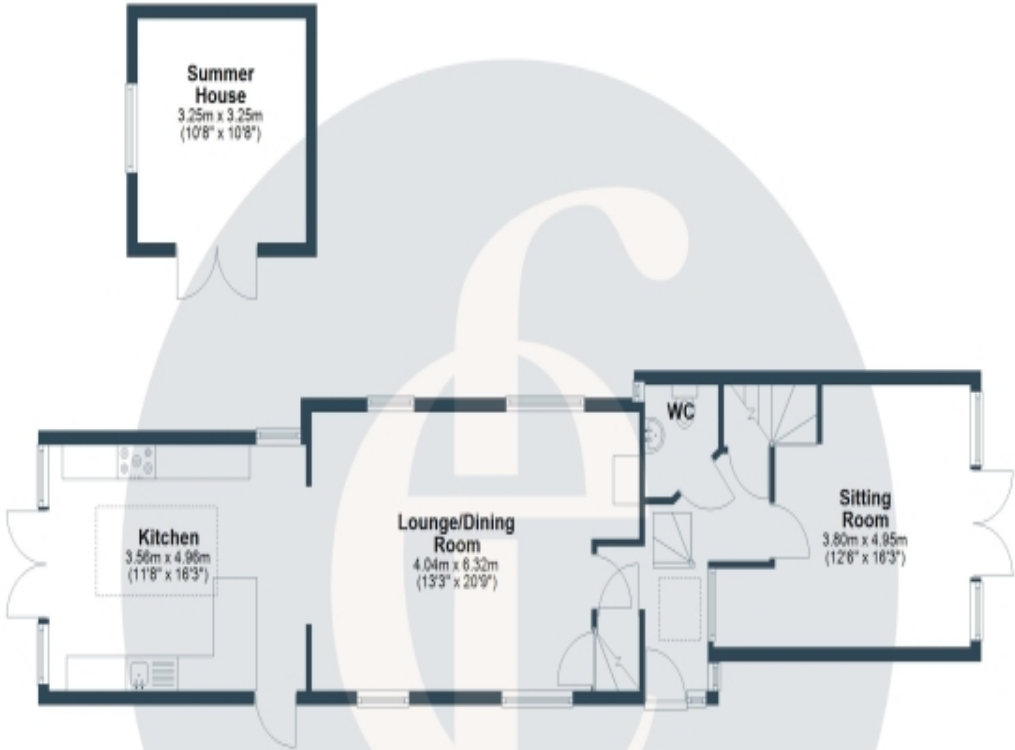 Summer
House
3.25m x 3.25m
(10'8" x 10'8")
WC
Kitchen
3.56m x 4.96m
(11'8" x 16'3")
Lounge/Dining
Room
4.04m x 6.32m
(13'3" x 20'9")
Sitting
Room
3.80m x 4.95m
(12'6" x 16'3")